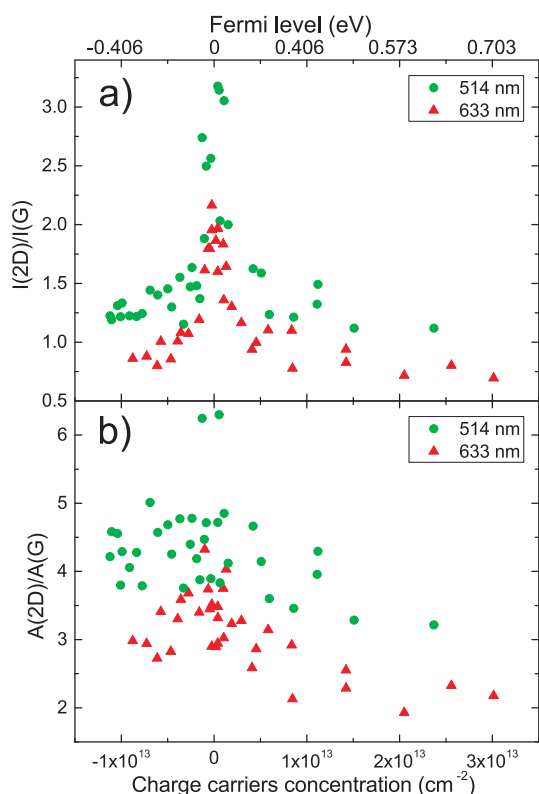 Fermi level (eV)
-0.406 0 0.406 0.573 0.703
a)
514 nm
633 nm
I(2D)/I(G)
3.0
2.5
2.0
1.5
1.0
0.5
b)
514 nm
633 nm
A(2D)/A(G)
6
5
4
3
2
-1x10¹³ 0 1x10¹³ 2x10¹³ 3x10¹³
Charge carriers concentration (cm⁻²)